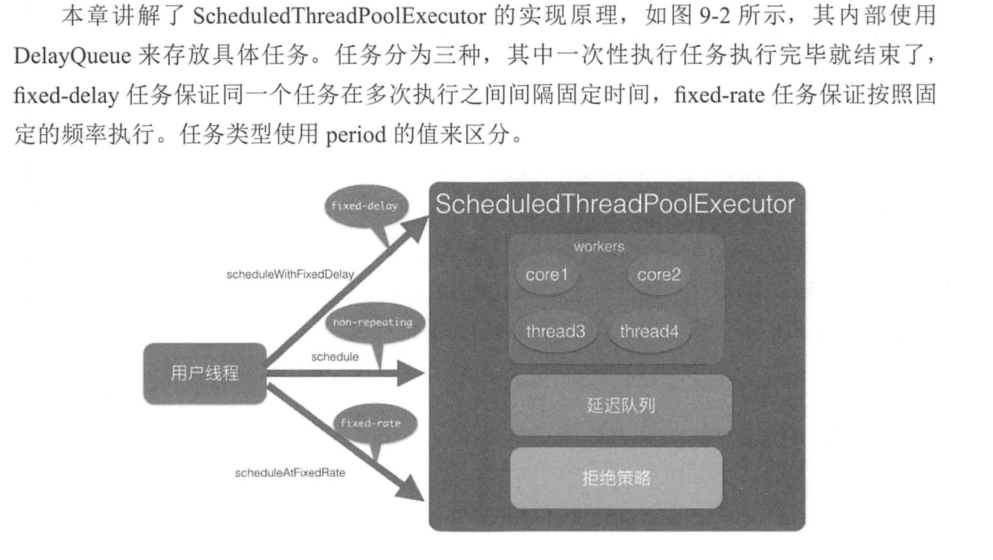 本章讲解了 ScheduledThreadPoolExecutor 的实现原理，如图 9-2 所示，其内部使用
DelayQueue 来存放具体任务。任务分为三种，其中一次性执行任务执行完毕就结束了，
fixed-delay 任务保证同一个任务在多次执行之间间隔固定时间，fixed-rate 任务保证按照固
定的频率执行。任务类型使用 period 的值来区分。
ScheduledThreadPoolExecutor
fixed-delay
workers
scheduleWithFixedDelay
core1 core2
non-repeating
thread3 thread4
schedule
用户线程
延迟队列
fixed-rate
scheduleAtFixedRate
拒绝策略